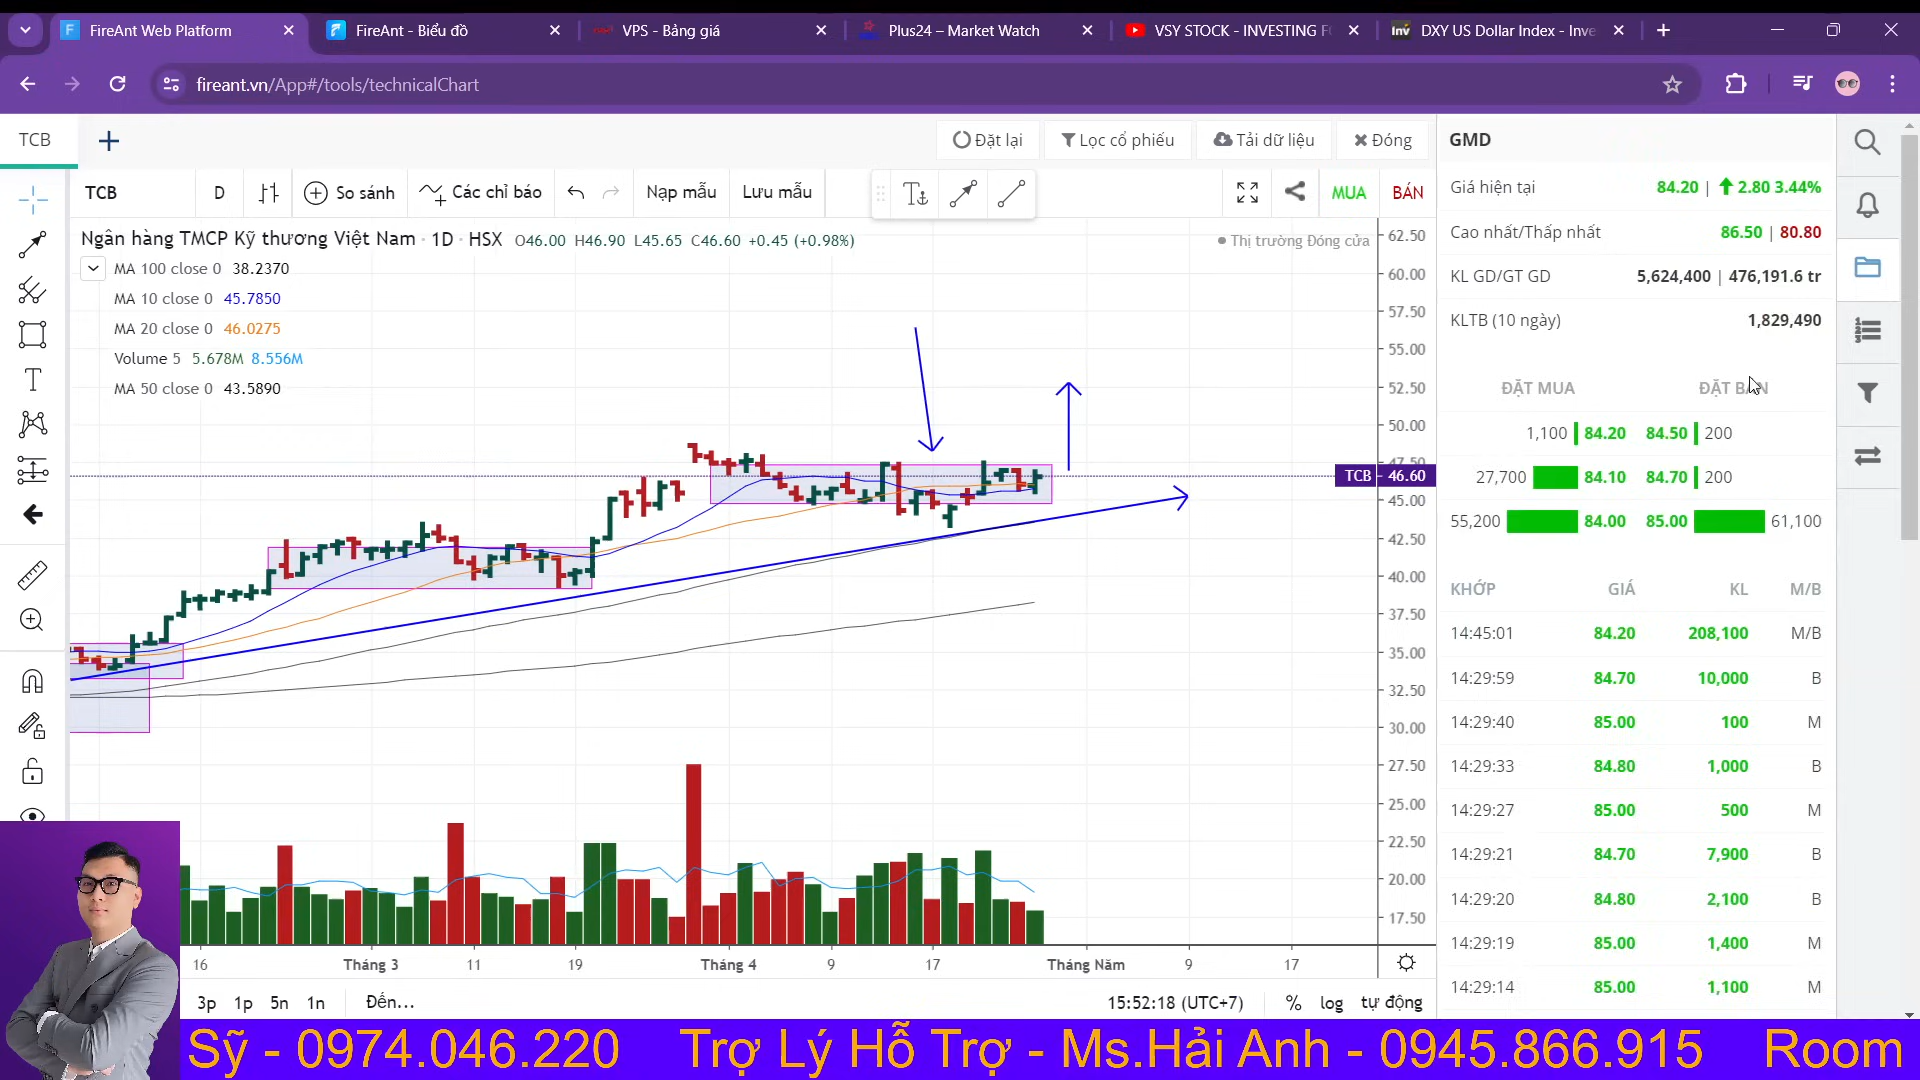 FireAnt Web Platform
FireAnt - Biểu đồ
VPS - Bảng giá
Plus24 – Market Watch
VSY STOCK - INVESTING F
DXY US Dollar Index - Inve
fireant.vn/App#/tools/technicalChart
TCB
Đặt lại
Lọc cổ phiếu
Tải dữ liệu
Đóng
TCB
D
So sánh
Các chỉ báo
Nạp mẫu
Lưu mẫu
MUA
BÁN
Ngân hàng TMCP Kỹ thương Việt Nam · 1D · HSX O46.00 H46.90 L45.65 C46.60 +0.45 (+0.98%)
Thị trường Đóng cửa
MA 100 close 0 38.2370
MA 10 close 0 45.7850
MA 20 close 0 46.0275
Volume 5 5.678M 8.556M
MA 50 close 0 43.5890
62.50
60.00
57.50
55.00
52.50
50.00
47.50
TCB 46.60
45.00
42.50
40.00
37.50
35.00
32.50
30.00
27.50
25.00
22.50
20.00
17.50
16 Tháng 3 11 19 Tháng 4 9 17 Tháng Năm 9 17
3p 1p 5n 1n Đến...
15:52:18 (UTC+7) % log tự động
GMD
Giá hiện tại 84.20 | 2.80 3.44%
Cao nhất/Thấp nhất 86.50 | 80.80
KL GD/GT GD 5,624,400 | 476,191.6 tr
KLTB (10 ngày) 1,829,490
ĐẶT MUA ĐẶT BÁN
1,100 84.20 84.50 200
27,700 84.10 84.70 200
55,200 84.00 85.00 61,100
KHỚP GIÁ KL M/B
14:45:01 84.20 208,100 M/B
14:29:59 84.70 10,000 B
14:29:40 85.00 100 M
14:29:33 84.80 1,000 B
14:29:27 85.00 500 M
14:29:21 84.70 7,900 B
14:29:20 84.80 2,100 B
14:29:19 85.00 1,400 M
14:29:14 85.00 1,100 M
Sỹ - 0974.046.220 Trợ Lý Hỗ Trợ - Ms.Hải Anh - 0945.866.915 Room